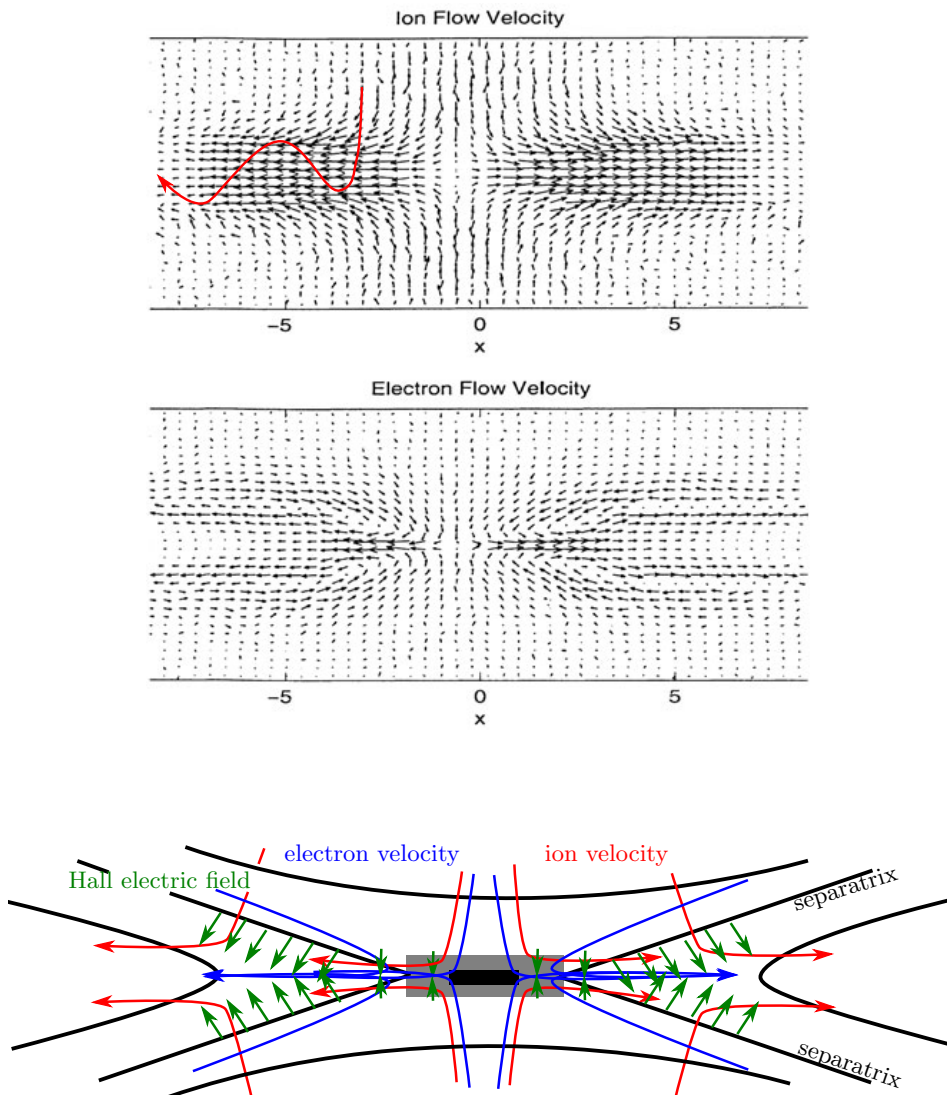 Ion Flow Velocity
-5 0 5
x
Electron Flow Velocity
-5 0 5
x
electron velocity ion velocity
Hall electric field
separatrix
separatrix